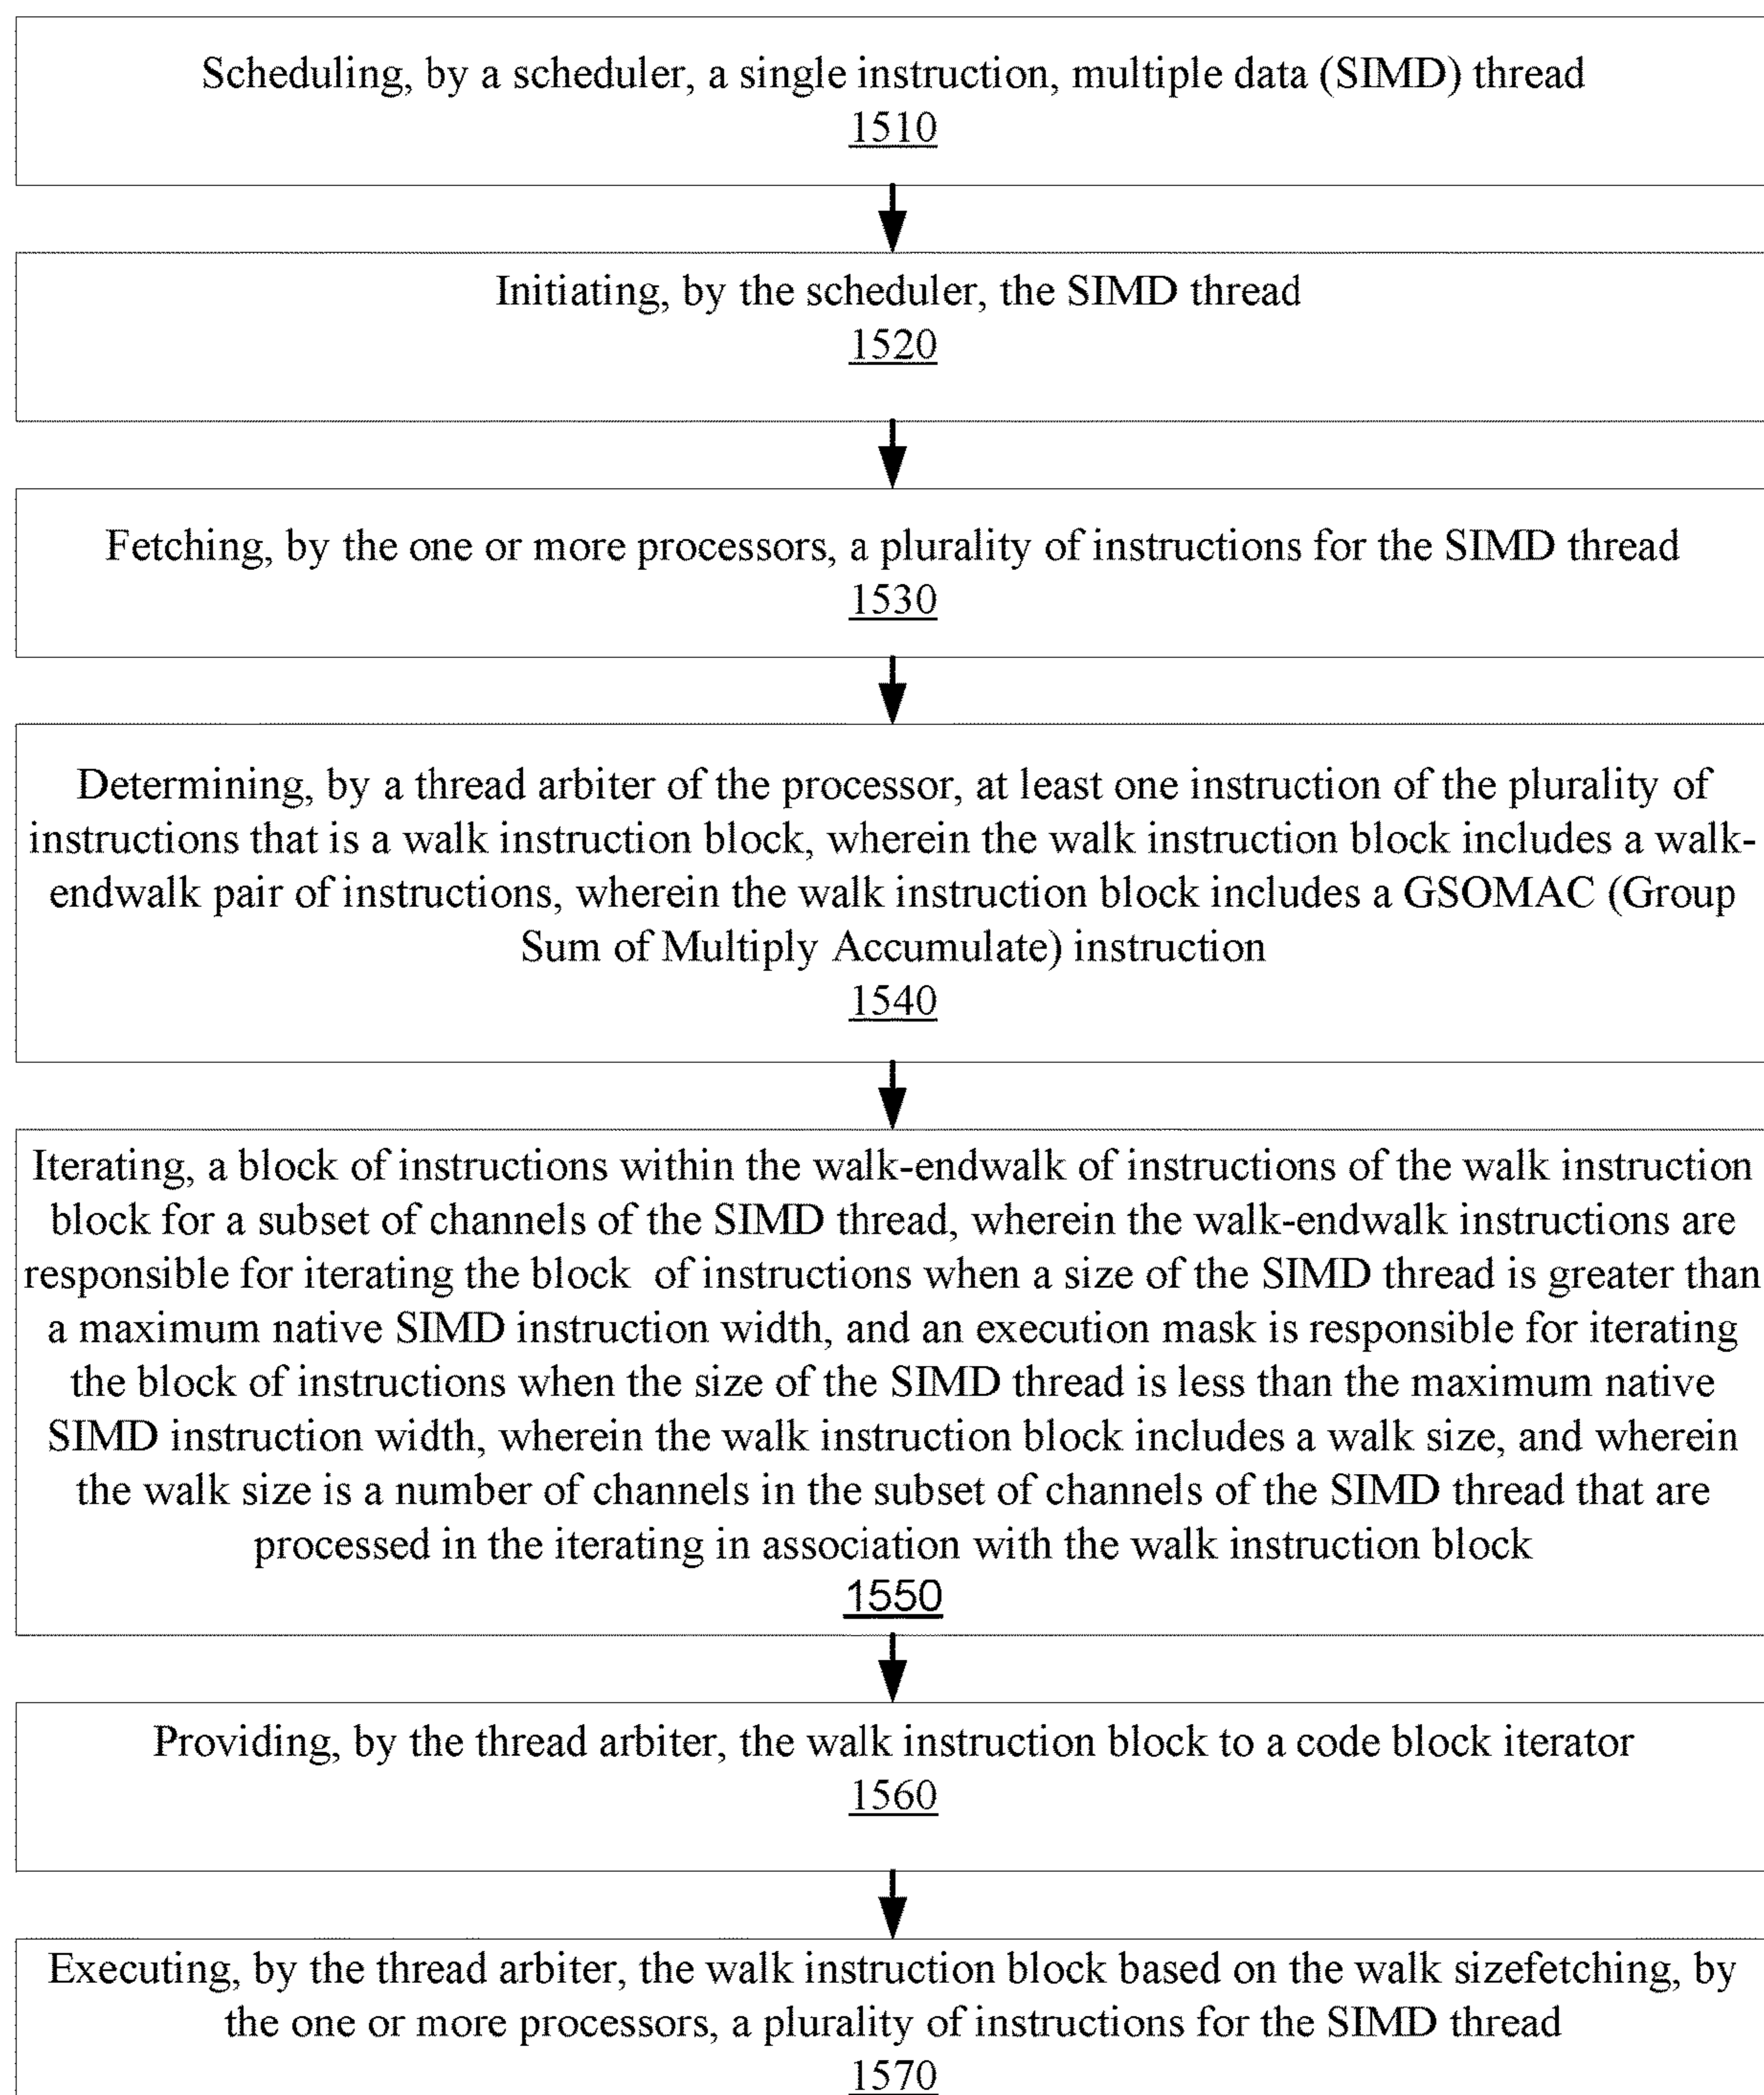 Scheduling, by a scheduler, a single instruction, multiple data (SIMD) thread
1510
Initiating, by the scheduler, the SIMD thread
1520
Fetching, by the one or more processors, a plurality of instructions for the SIMD thread
1530
Determining, by a thread arbiter of the processor, at least one instruction of the plurality of
instructions that is a walk instruction block, wherein the walk instruction block includes a walk-
endwalk pair of instructions, wherein the walk instruction block includes a GSOMAC (Group
Sum of Multiply Accumulate) instruction
1540
Iterating, a block of instructions within the walk-endwalk of instructions of the walk instruction
block for a subset of channels of the SIMD thread, wherein the walk-endwalk instructions are
responsible for iterating the block of instructions when a size of the SIMD thread is greater than
a maximum native SIMD instruction width, and an execution mask is responsible for iterating
the block of instructions when the size of the SIMD thread is less than the maximum native
SIMD instruction width, wherein the walk instruction block includes a walk size, and wherein
the walk size is a number of channels in the subset of channels of the SIMD thread that are
processed in the iterating in association with the walk instruction block
1550
Providing, by the thread arbiter, the walk instruction block to a code block iterator
1560
Executing, by the thread arbiter, the walk instruction block based on the walk sizefetching, by
the one or more processors, a plurality of instructions for the SIMD thread
1570